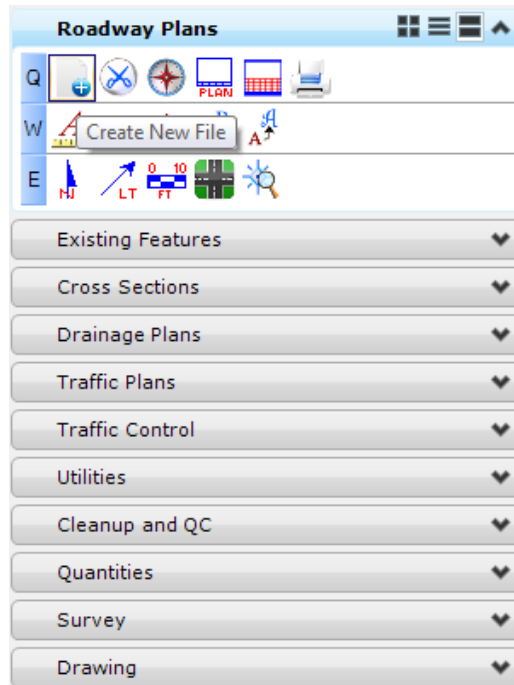 Roadway Plans
Q PLAN
W A Create New File A A
E N LT 0 10 FT
Existing Features
Cross Sections
Drainage Plans
Traffic Plans
Traffic Control
Utilities
Cleanup and QC
Quantities
Survey
Drawing